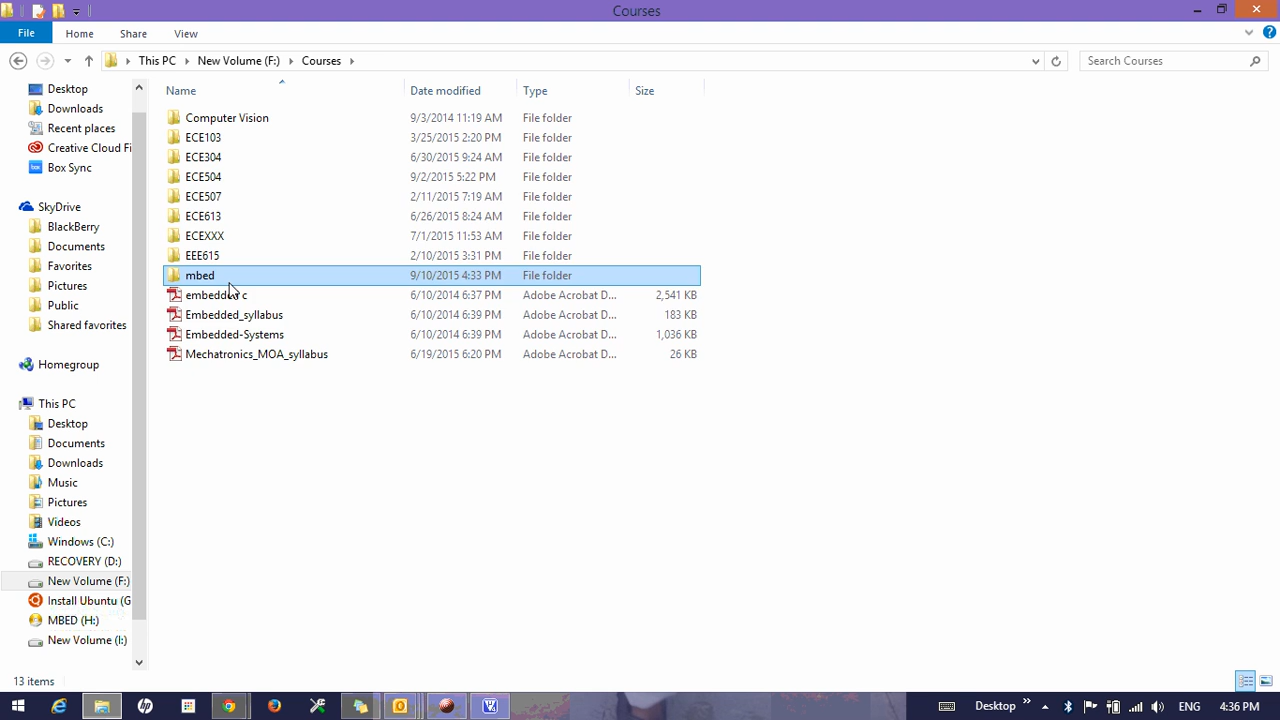 Courses
File Home Share View
This PC New Volume (F:) Courses
Search Courses
Name Date modified Type Size
Desktop
Downloads
Recent places
Creative Cloud Fi
Box Sync
SkyDrive
BlackBerry
Documents
Favorites
Pictures
Public
Shared favorites
Homegroup
This PC
Desktop
Documents
Downloads
Music
Pictures
Videos
Windows (C:)
RECOVERY (D:)
New Volume (F:)
Install Ubuntu (G
MBED (H:)
New Volume (I:)
Computer Vision 9/3/2014 11:19 AM File folder
ECE103 3/25/2015 2:20 PM File folder
ECE304 6/30/2015 9:24 AM File folder
ECE504 9/2/2015 5:22 PM File folder
ECE507 2/11/2015 7:19 AM File folder
ECE613 6/26/2015 8:24 AM File folder
ECEXXX 7/1/2015 11:53 AM File folder
EEE615 2/10/2015 3:31 PM File folder
mbed 9/10/2015 4:33 PM File folder
embedded c 6/10/2014 6:37 PM Adobe Acrobat D... 2,541 KB
Embedded_syllabus 6/10/2014 6:39 PM Adobe Acrobat D... 183 KB
Embedded-Systems 6/10/2014 6:39 PM Adobe Acrobat D... 1,036 KB
Mechatronics_MOA_syllabus 6/19/2015 6:20 PM Adobe Acrobat D... 26 KB
13 items
Desktop ENG 4:36 PM